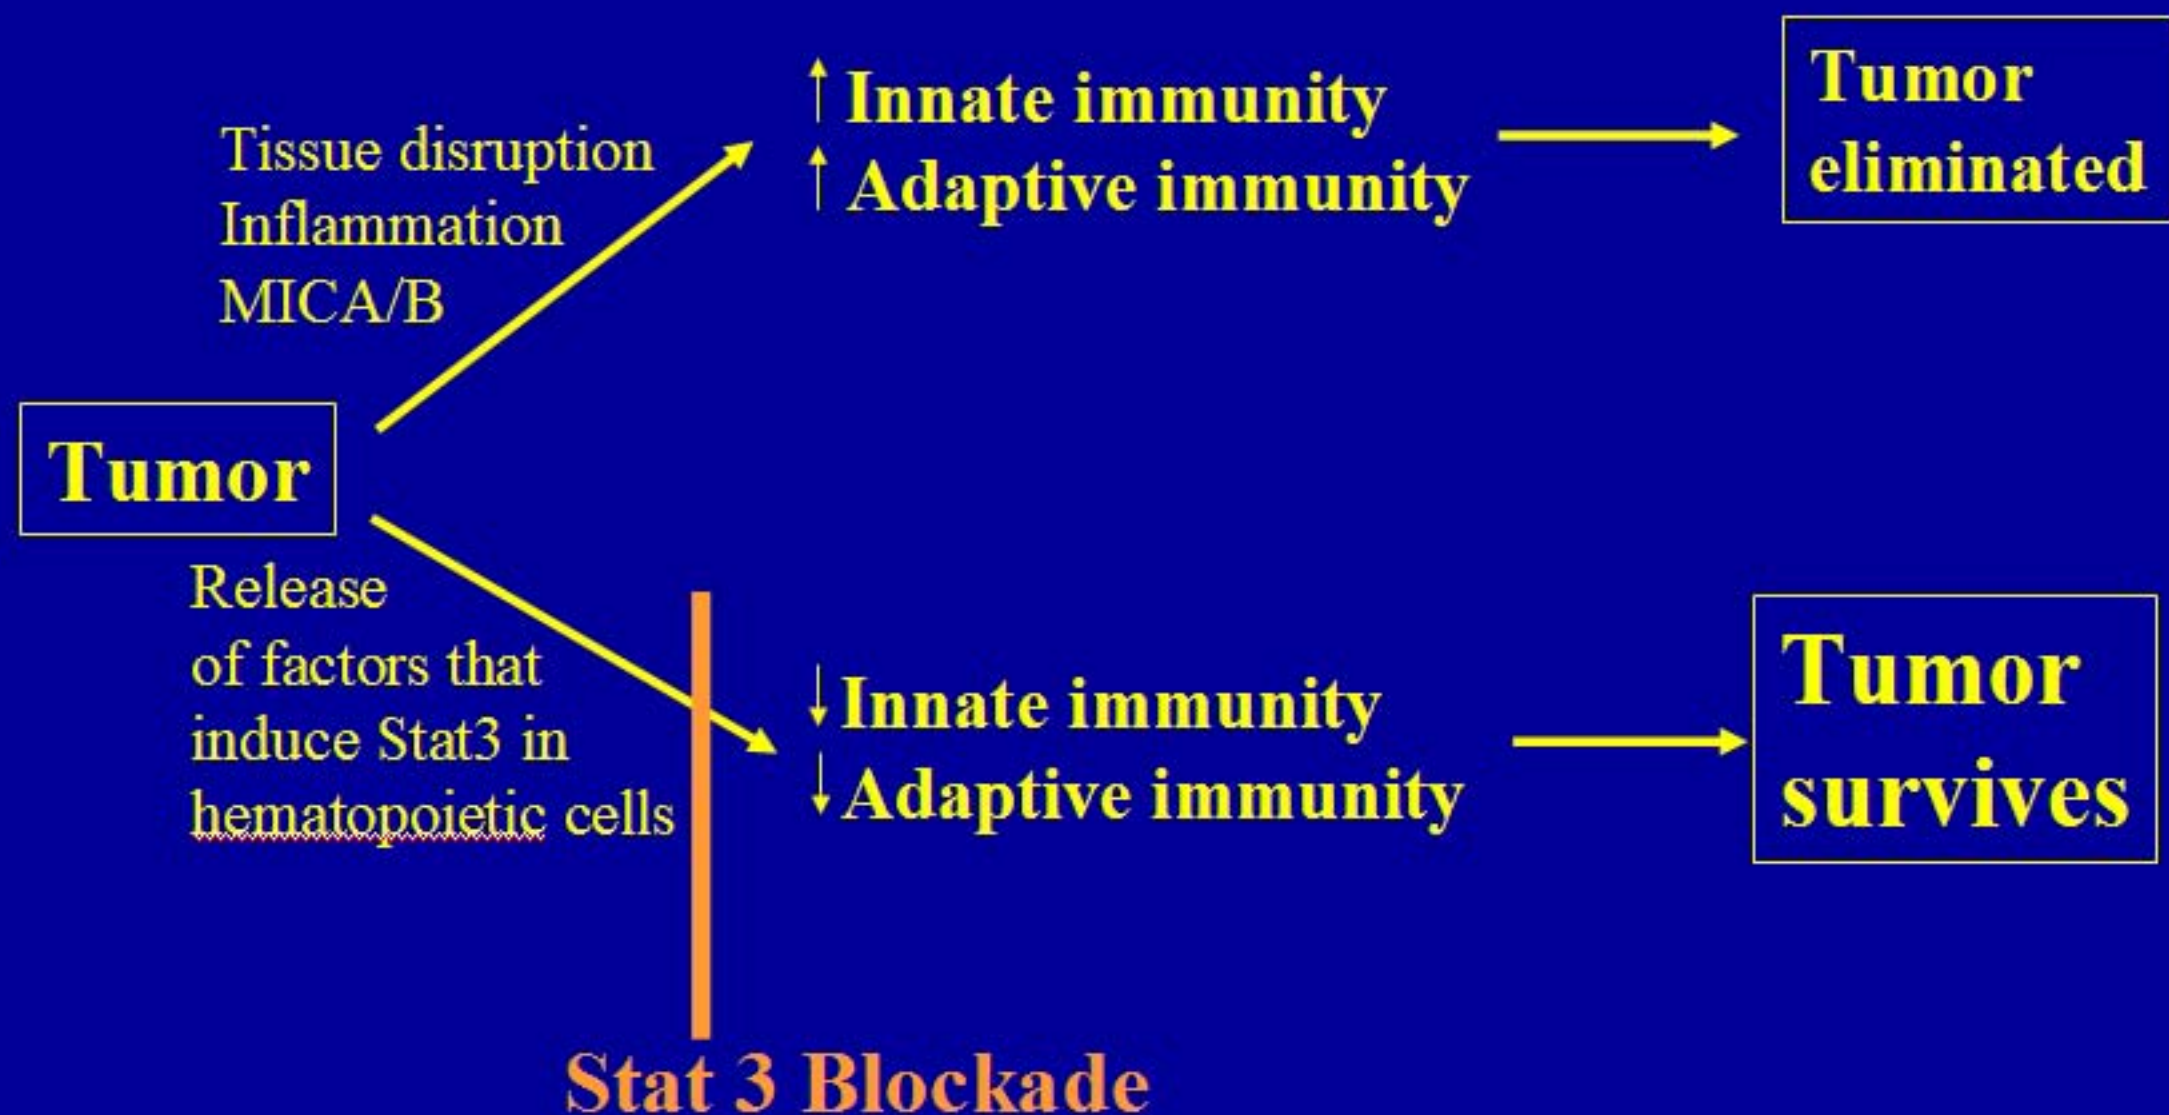 Tissue disruption
Inflammation
MICA/B
↑ Innate immunity
↑ Adaptive immunity
Tumor
eliminated
Tumor
Release
of factors that
induce Stat3 in
hematopoietic cells
↓ Innate immunity
↓ Adaptive immunity
Tumor
survives
Stat 3 Blockade